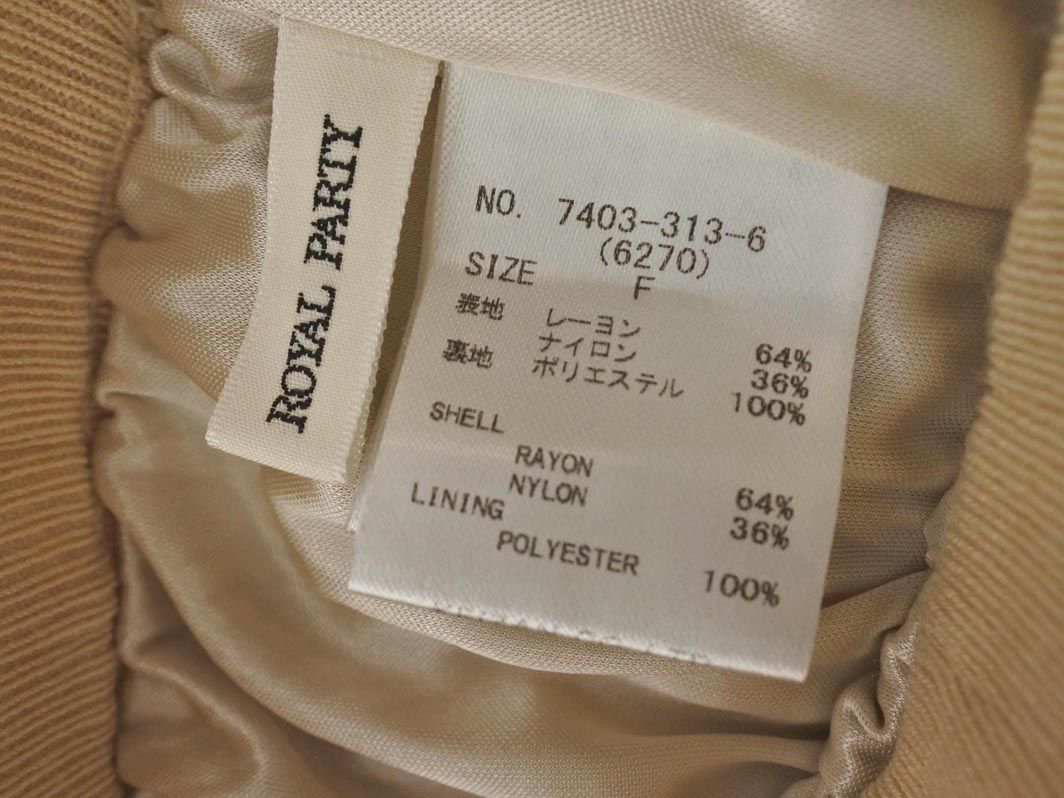 ROYAL PARTY
NO. 7403-313-6
(6270)
SIZE F
表地 レーヨン 64%
ナイロン 36%
裏地 ポリエステル 100%
SHELL
RAYON 64%
NYLON 36%
LINING
POLYESTER 100%